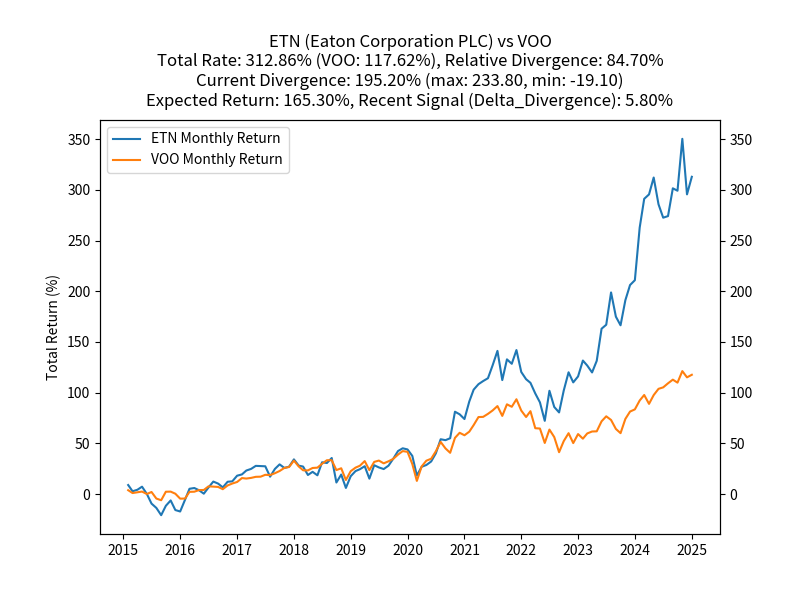 ETN (Eaton Corporation PLC) vs VOO
Total Rate: 312.86% (VOO: 117.62%), Relative Divergence: 84.70%
Current Divergence: 195.20% (max: 233.80, min: -19.10)
Expected Return: 165.30%, Recent Signal (Delta_Divergence): 5.80%
ETN Monthly Return
VOO Monthly Return
Total Return (%)
350
300
250
200
150
100
50
0
350
300
250
200
150
100
50
0
2015 2016 2017 2018 2019 2020 2021 2022 2023 2024 2025